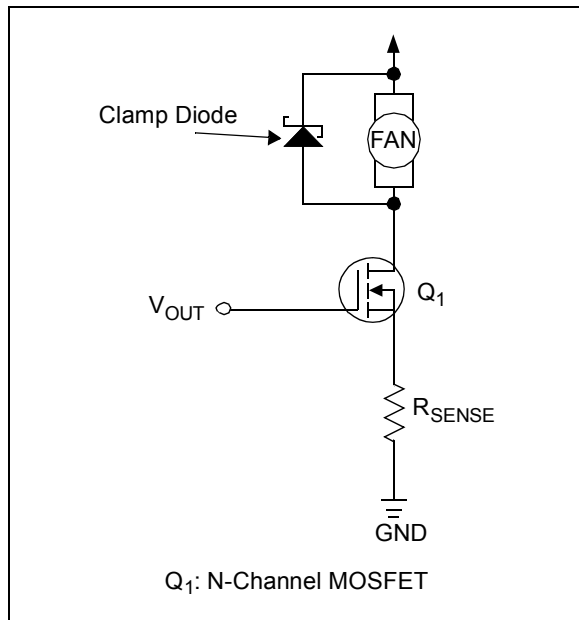 Clamp Diode
FAN
Q1
VOUT
RSENSE
GND
Q1: N-Channel MOSFET